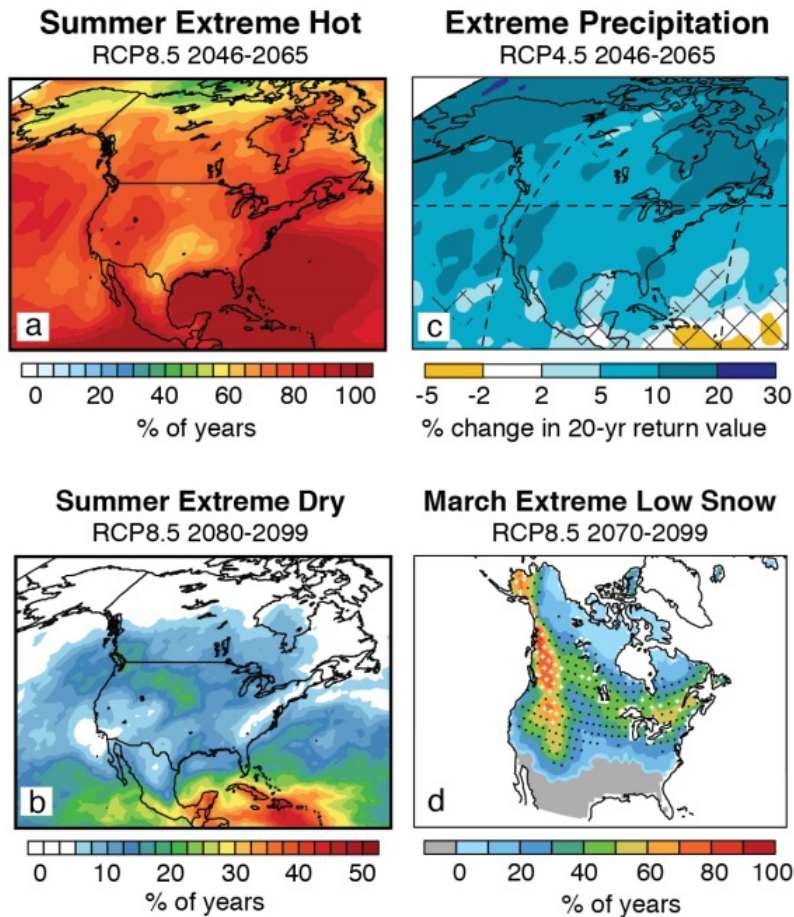 Summer Extreme Hot
RCP8.5 2046-2065
a
0 20 40 60 80 100
% of years
Extreme Precipitation
RCP4.5 2046-2065
c
-5 -2 2 5 10 20 30
% change in 20-yr return value
Summer Extreme Dry
RCP8.5 2080-2099
b
0 10 20 30 40 50
% of years
March Extreme Low Snow
RCP8.5 2070-2099
d
0 20 40 60 80 100
% of years